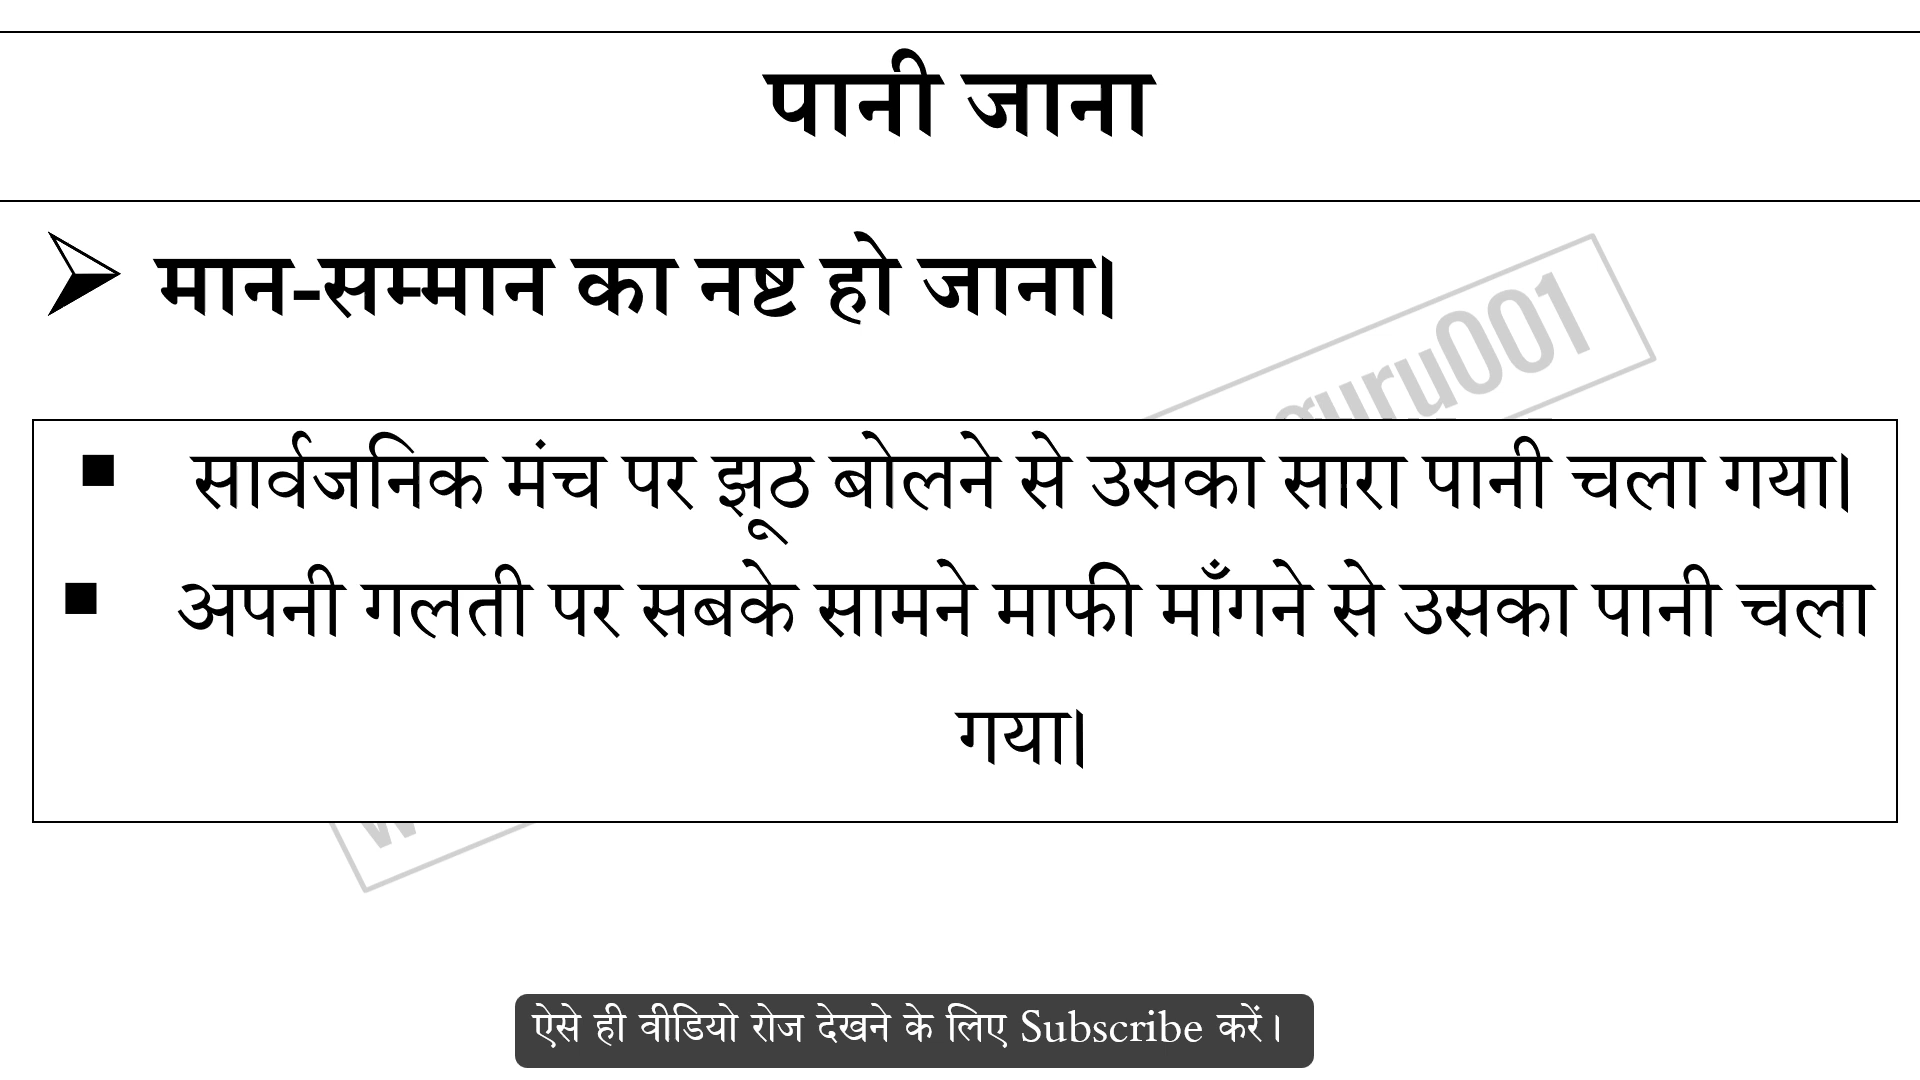 पानी जाना
मान-सम्मान का नष्ट हो जाना।
guru001
सार्वजनिक मंच पर झूठ बोलने से उसका सारा पानी चला गया।
अपनी गलती पर सबके सामने माफी माँगने से उसका पानी चला
गया।
ऐसे ही वीडियो रोज देखने के लिए Subscribe करें।